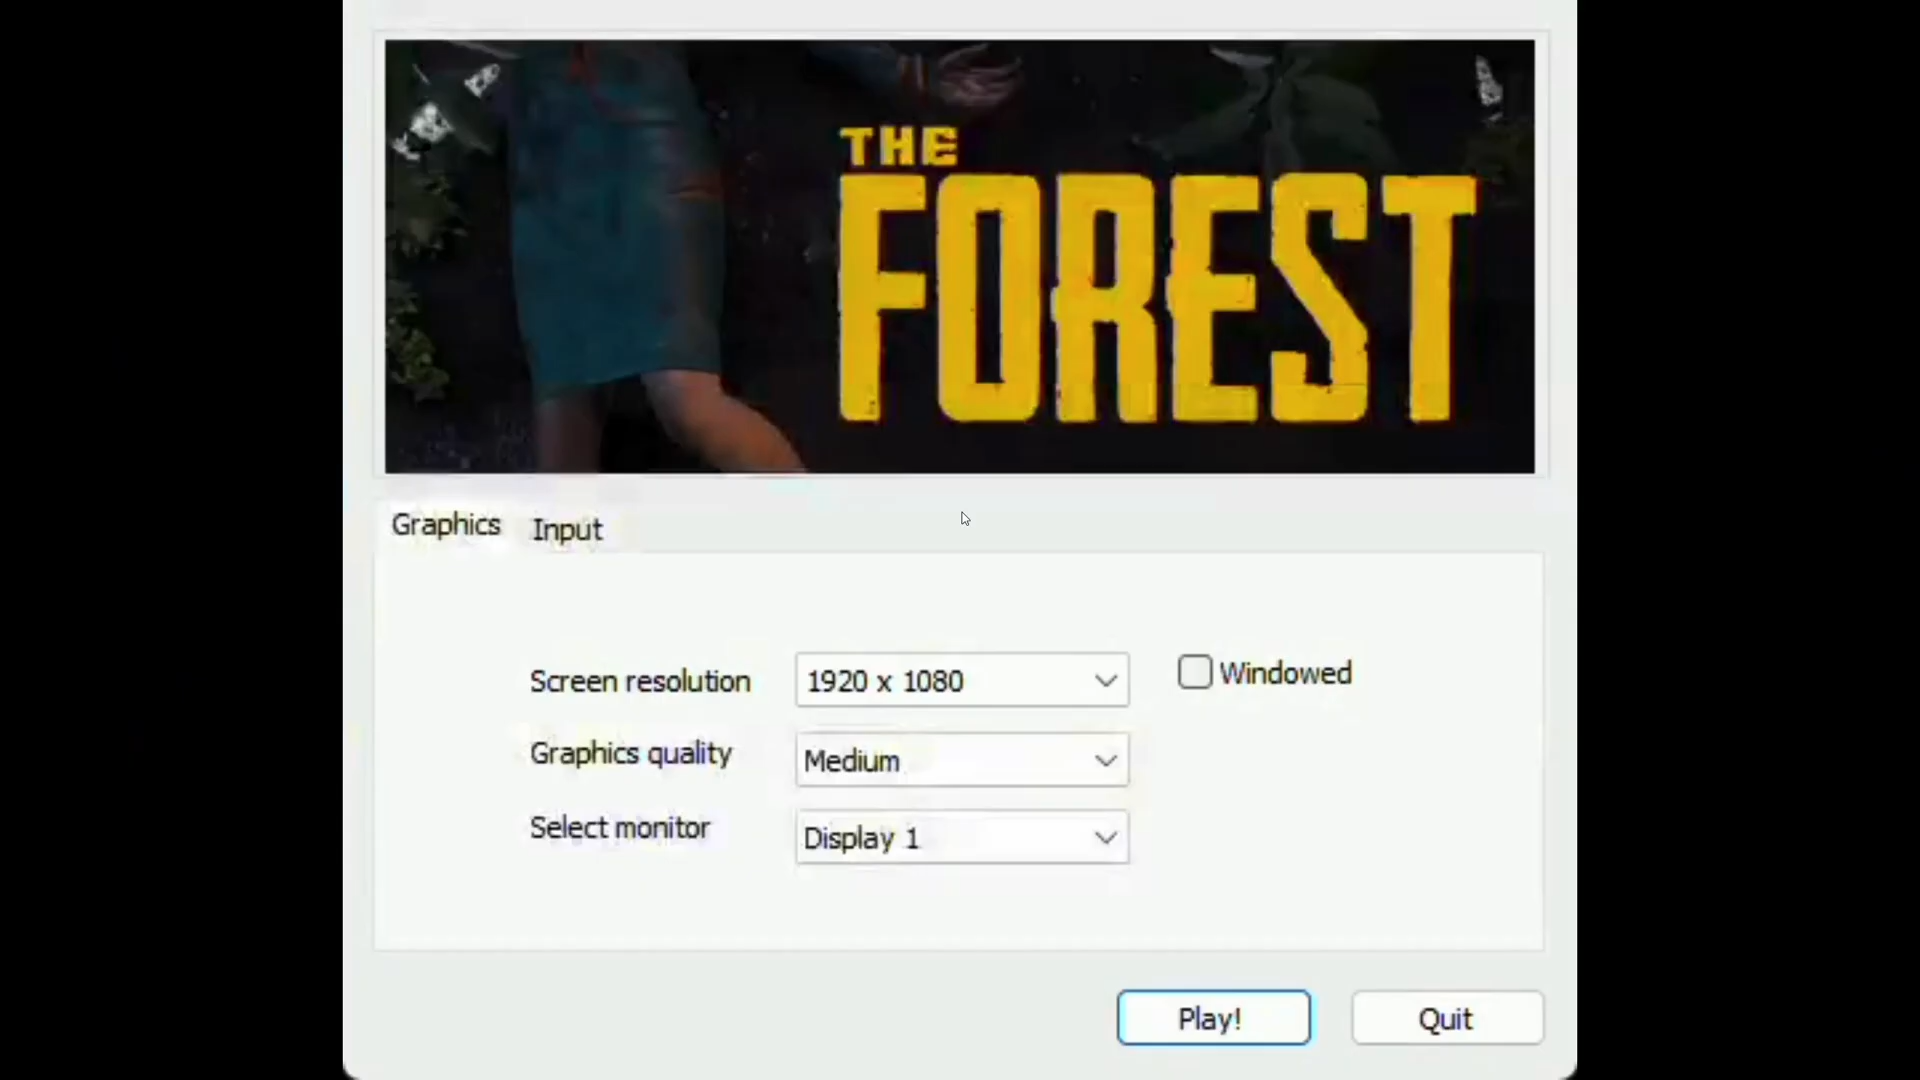 THE
FOREST
Graphics
Input
Screen resolution
1920 x 1080
Windowed
Graphics quality
Medium
Select monitor
Display 1
Play!
Quit